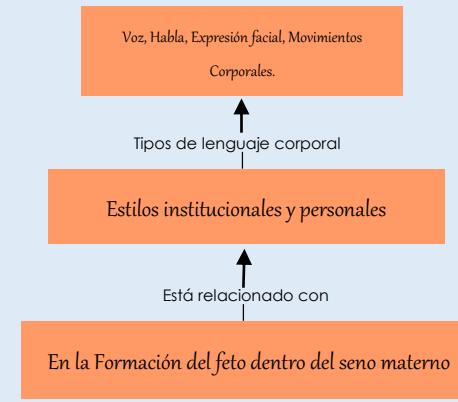 Voz, Habla, Expresión facial, Movimientos
Corporales.
Tipos de lenguaje corporal
Estilos institucionales y personales
Está relacionado con
En la Formación del feto dentro del seno materno